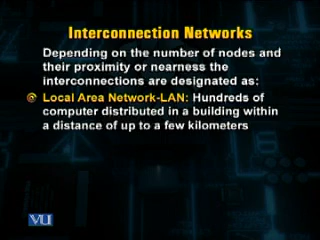 Interconnection Networks
Depending on the number of nodes and
their proximity or nearness the
interconnections are designated as:
Local Area Network-LAN: Hundreds of
computer distributed in a building within
a distance of up to a few kilometers
VU